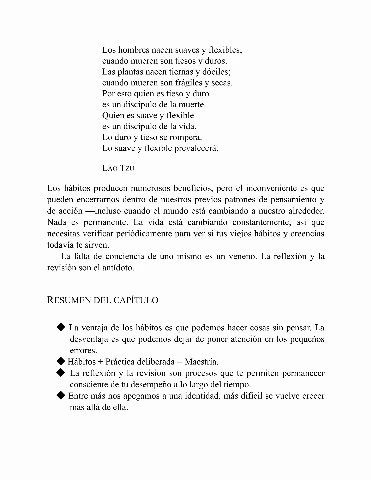 Los hombres nacen suaves y flexibles;
cuando mueren son tiesos y duros.
Las plantas nacen tiernas y dóciles;
cuando mueren son frágiles y secas.
Por esto quien es tieso y duro
es un discípulo de la muerte.
Quien es suave y flexible
es un discípulo de la vida.
Lo duro y tieso se romperá.
Lo suave y flexible prevalecerá.
LAO TZU
Los hábitos producen numerosos beneficios, pero el inconveniente es que
pueden encerrarnos dentro de nuestros previos patrones de pensamiento y
de acción —incluso cuando el mundo está cambiando a nuestro alrededor.
Nada es permanente. La vida está cambiando constantemente, así que
necesitas verificar periódicamente para ver si tus viejos hábitos y creencias
todavía te sirven.
La falta de conciencia de uno mismo es un veneno. La reflexión y la
revisión son el antídoto.
RESUMEN DEL CAPÍTULO
◆ La ventaja de los hábitos es que podemos hacer cosas sin pensar. La
desventaja es que podemos dejar de poner atención en los pequeños
errores.
◆ Hábitos + Práctica deliberada = Maestría.
◆ La reflexión y la revisión son procesos que te permiten permanecer
consciente de tu desempeño a lo largel del tiempo.
◆ Entre más nos apegamos a una identidad, más difícil se vuelve crecer
más allá de ella.